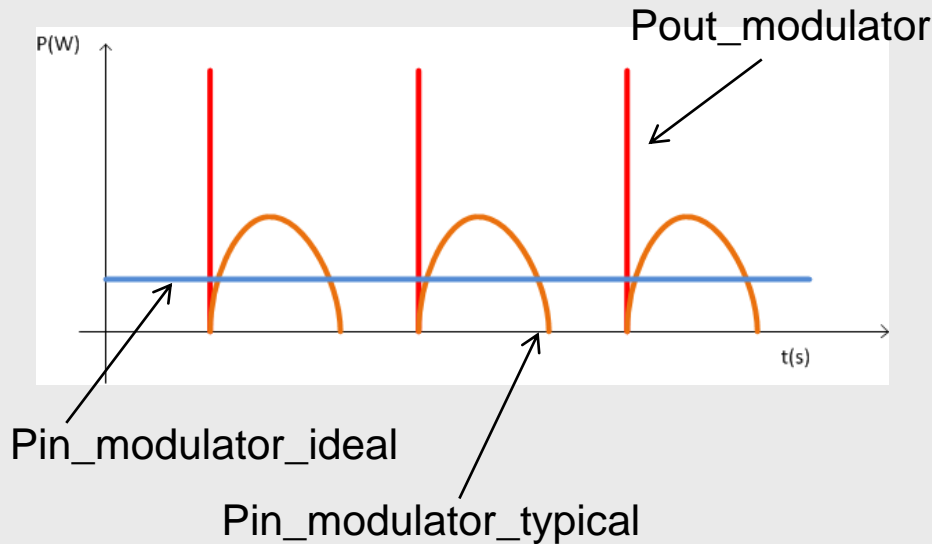 Pout_modulator
P(W)
t(s)
Pin_modulator_ideal
Pin_modulator_typical